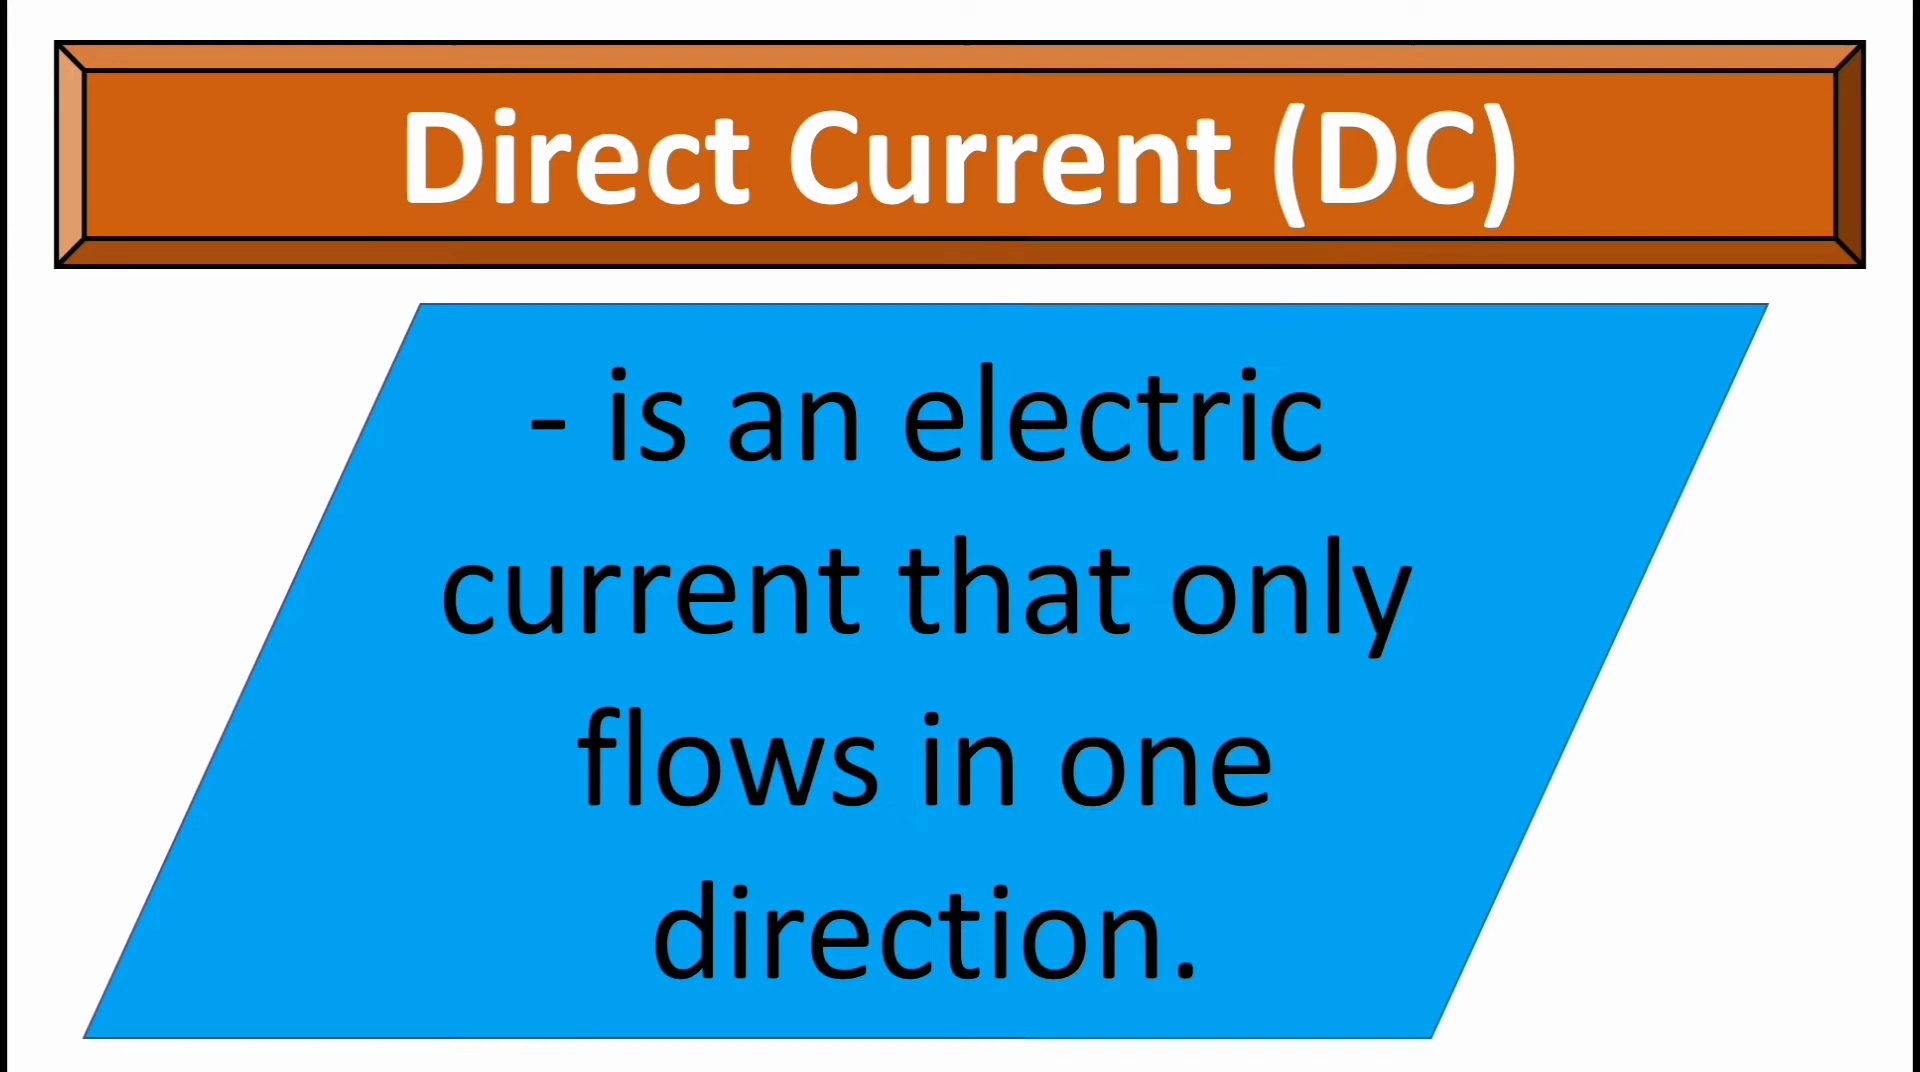 Direct Current (DC)
- is an electric
current that only
flows in one
direction.